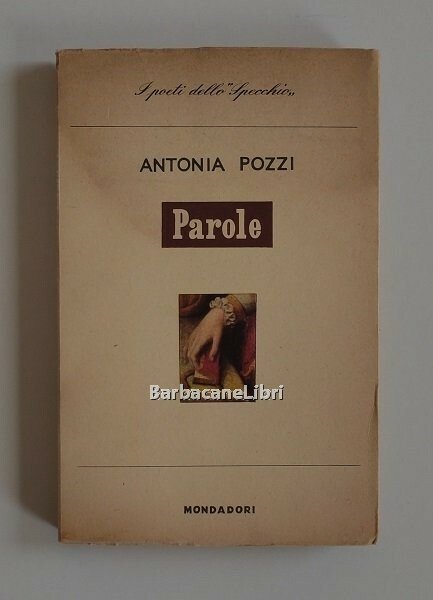 I poeti dello "Specchio„
ANTONIA POZZI
Parole
BarbacaneLibri
MONDADORI